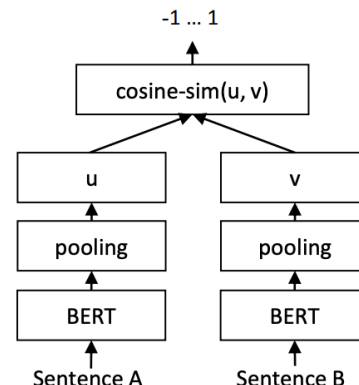 -1 … 1
cosine-sim(u, v)
u v
pooling pooling
BERT BERT
Sentence A Sentence B